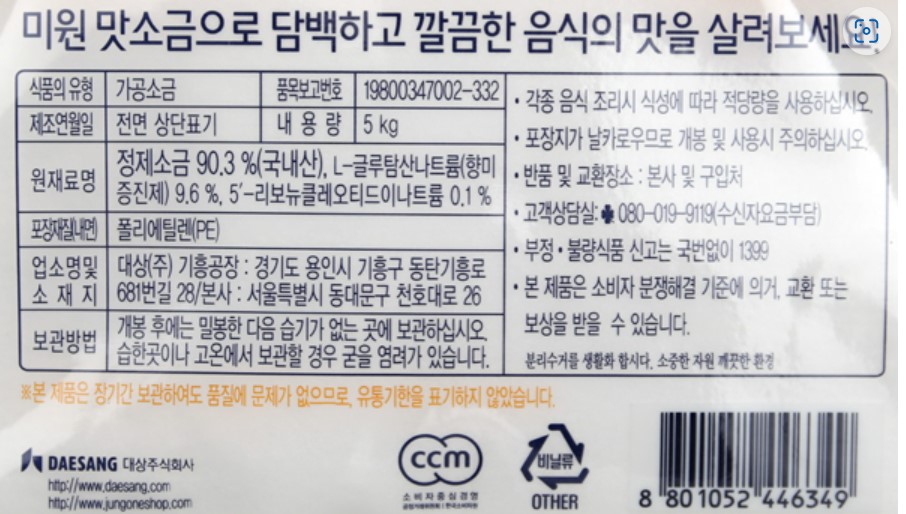 미원 맛소금으로 담백하고 깔끔한 음식의 맛을 살려보세요.
식품의 유형 가공소금 품목보고번호 19800347002-332
제조연월일 전면 상단표기 내 용 량 5 kg
원재료명 정제소금 90.3 %(국내산), L-글루탐산나트륨(향미
증진제) 9.6 %, 5'-리보뉴클레오티드이나트륨 0.1 %
포장재질(내면) 폴리에틸렌(PE)
업소명 및 대상(주) 기흥공장 : 경기도 용인시 기흥구 동탄기흥로
소 재 지 681번길 28/본사 : 서울특별시 동대문구 천호대로 26
보관방법 개봉 후에는 밀봉한 다음 습기가 없는 곳에 보관하십시오.
습한곳이나 고온에서 보관할 경우 굳을 염려가 있습니다.
• 각종 음식 조리시 식성에 따라 적당량을 사용하십시오.
• 포장지가 날카로우므로 개봉 및 사용시 주의하십시오.
• 반품 및 교환장소 : 본사 및 구입처
• 고객상담실: 080-019-9119(수신자요금부담)
• 부정 • 불량식품 신고는 국번없이 1399
• 본 제품은 소비자 분쟁해결 기준에 의거, 교환 또는
보상을 받을 수 있습니다.
분리수거를 생활화 합시다. 소중한 자원 깨끗한 환경
※본 제품은 장기간 보관하여도 품질에 문제가 없으므로, 유통기한을 표기하지 않았습니다.
DAESANG 대상주식회사
http://www.daesang.com
http://www.jungoneshop.com
ccm
소비자중심경영
공정거래위원회 | 한국소비자원
비닐류
OTHER
8 801052 446349